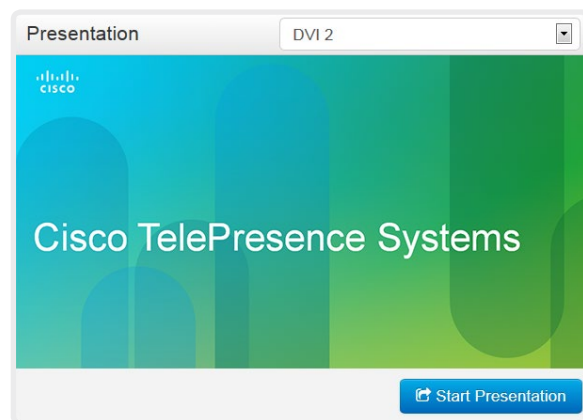 Presentation
DVI 2
CISCO
Cisco TelePresence Systems
Start Presentation